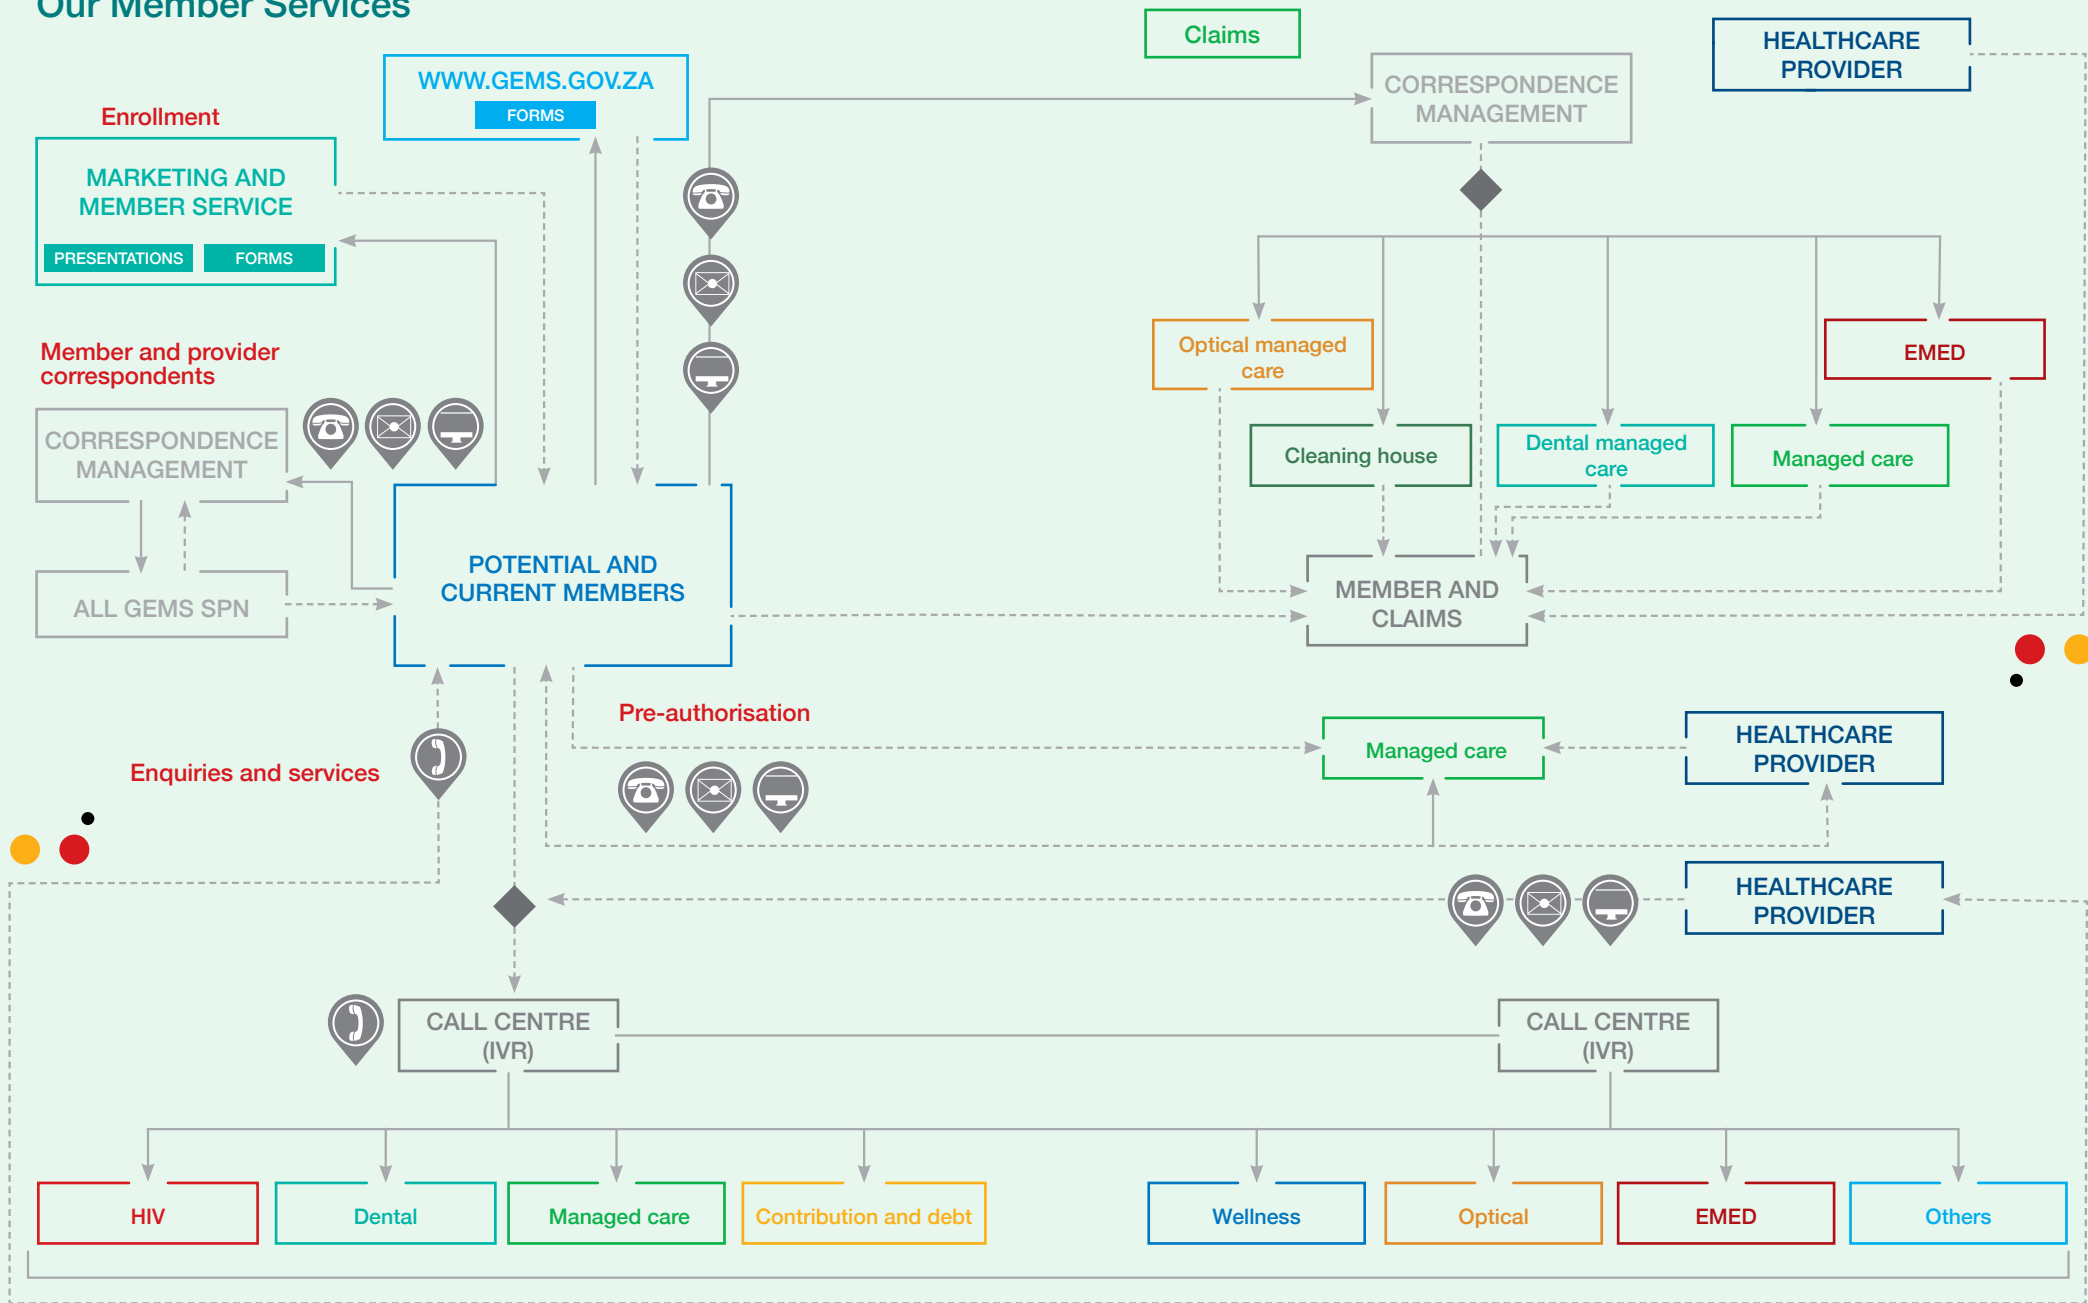 Our Member Services
Claims
HEALTHCARE
PROVIDER
WWW.GEMS.GOV.ZA
FORMS
CORRESPONDENCE
MANAGEMENT
Enrollment
MARKETING AND
MEMBER SERVICE
PRESENTATIONS
FORMS
Member and provider
correspondents
Optical managed
care
EMED
CORRESPONDENCE
MANAGEMENT
Cleaning house
Dental managed
care
Managed care
POTENTIAL AND
CURRENT MEMBERS
ALL GEMS SPN
MEMBER AND
CLAIMS
Pre-authorisation
Managed care
HEALTHCARE
PROVIDER
Enquiries and services
HEALTHCARE
PROVIDER
CALL CENTRE
(IVR)
CALL CENTRE
(IVR)
HIV
Dental
Managed care
Contribution and debt
Wellness
Optical
EMED
Others